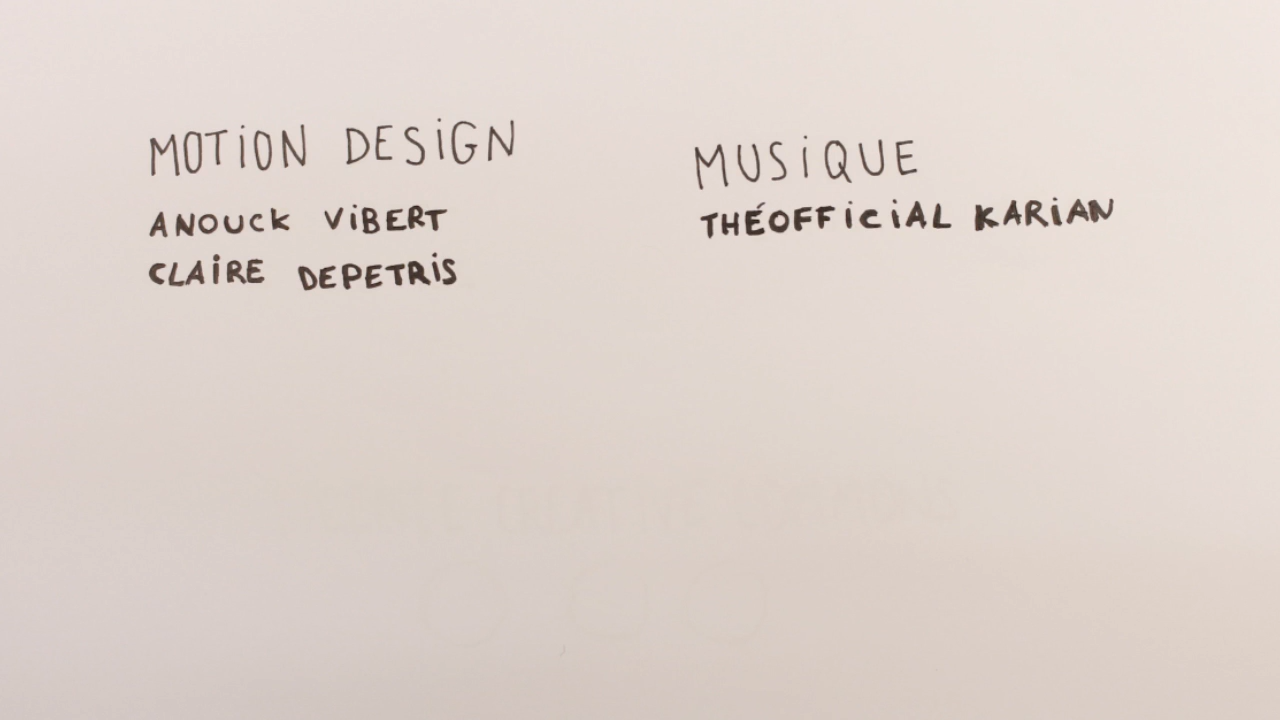 MOTION DESIGN
ANOUCK VIBERT
CLAIRE DEPETRIS
MUSIQUE
THÉOFFICIAL KARIAN